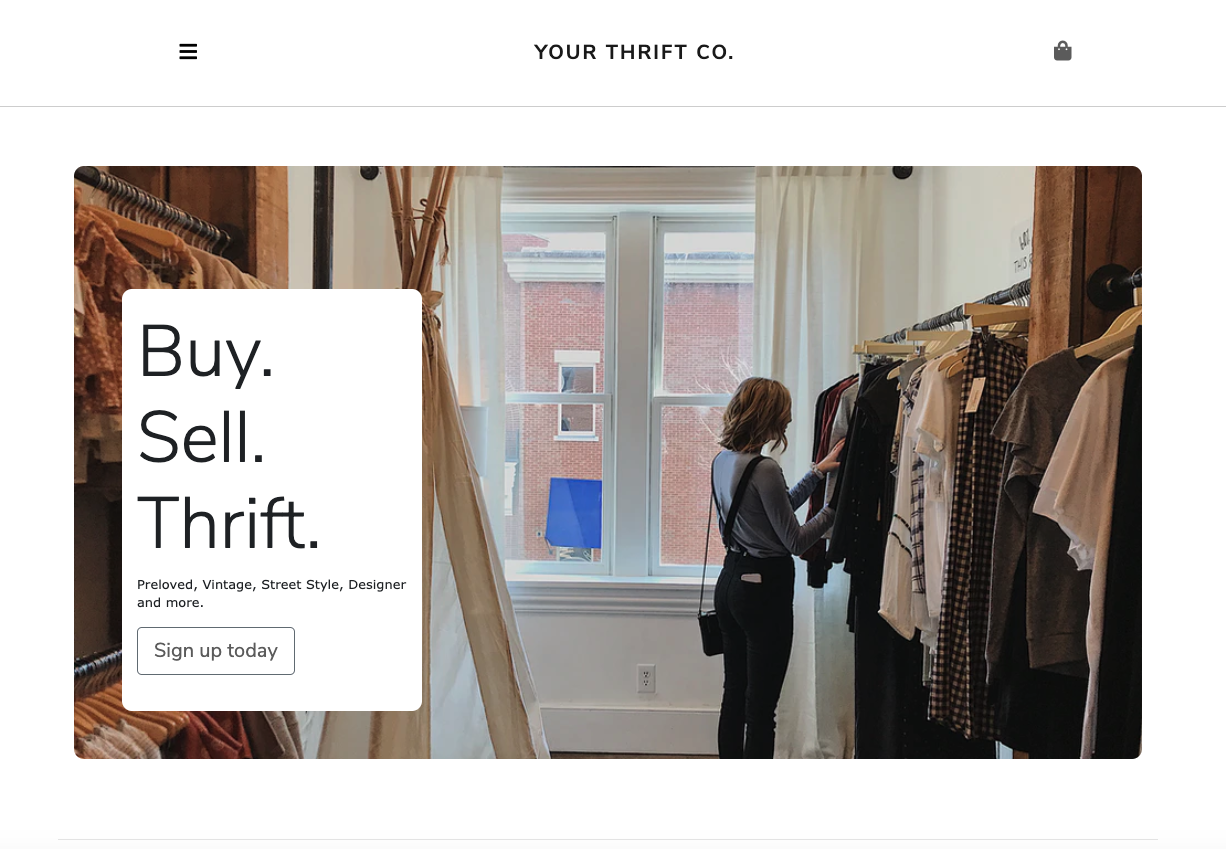 YOUR THRIFT CO.
Buy.
Sell.
Thrift.
Preloved, Vintage, Street Style, Designer
and more.
Sign up today